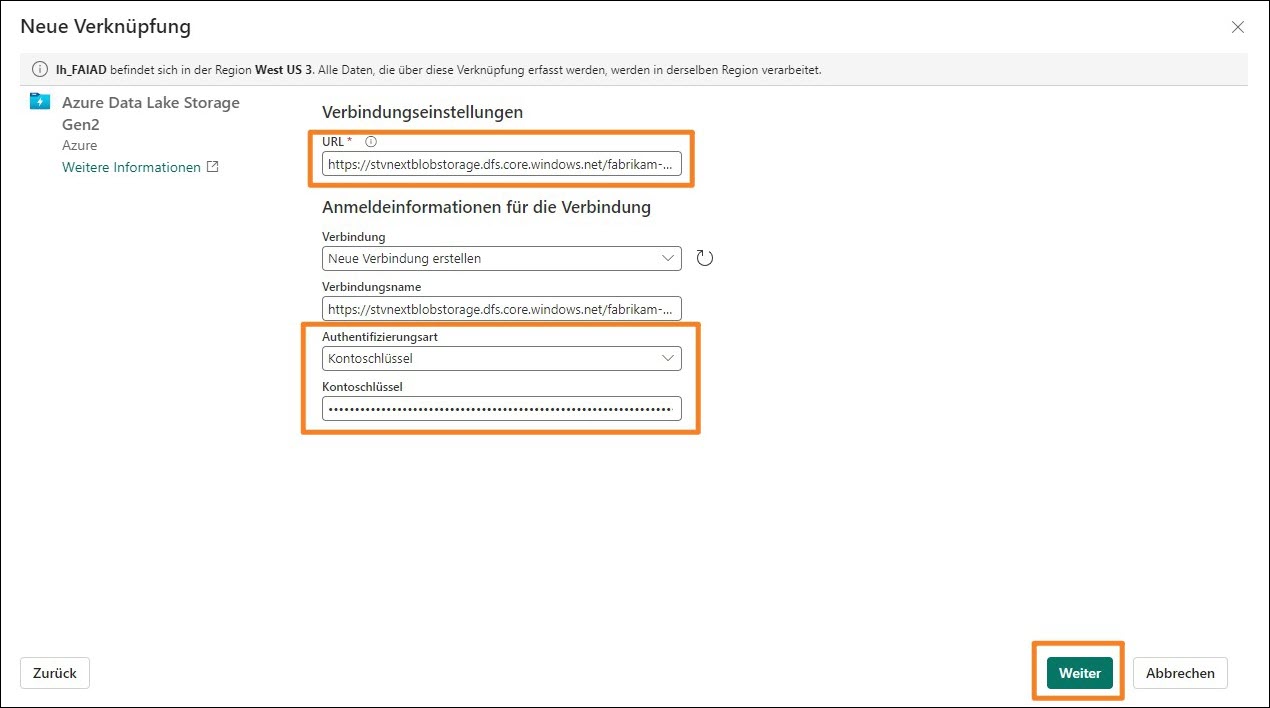 Neue Verknüpfung
lh_FAIAD befindet sich in der Region West US 3. Alle Daten, die über diese Verknüpfung erfasst werden, werden in derselben Region verarbeitet.
Azure Data Lake Storage
Gen2
Azure
Weitere Informationen
Verbindungseinstellungen
URL *
https://stvnextblobstorage.dfs.core.windows.net/fabrikam-...
Anmeldeinformationen für die Verbindung
Verbindung
Neue Verbindung erstellen
Verbindungsname
https://stvnextblobstorage.dfs.core.windows.net/fabrikam-...
Authentifizierungsart
Kontoschlüssel
Kontoschlüssel
Zurück
Weiter
Abbrechen